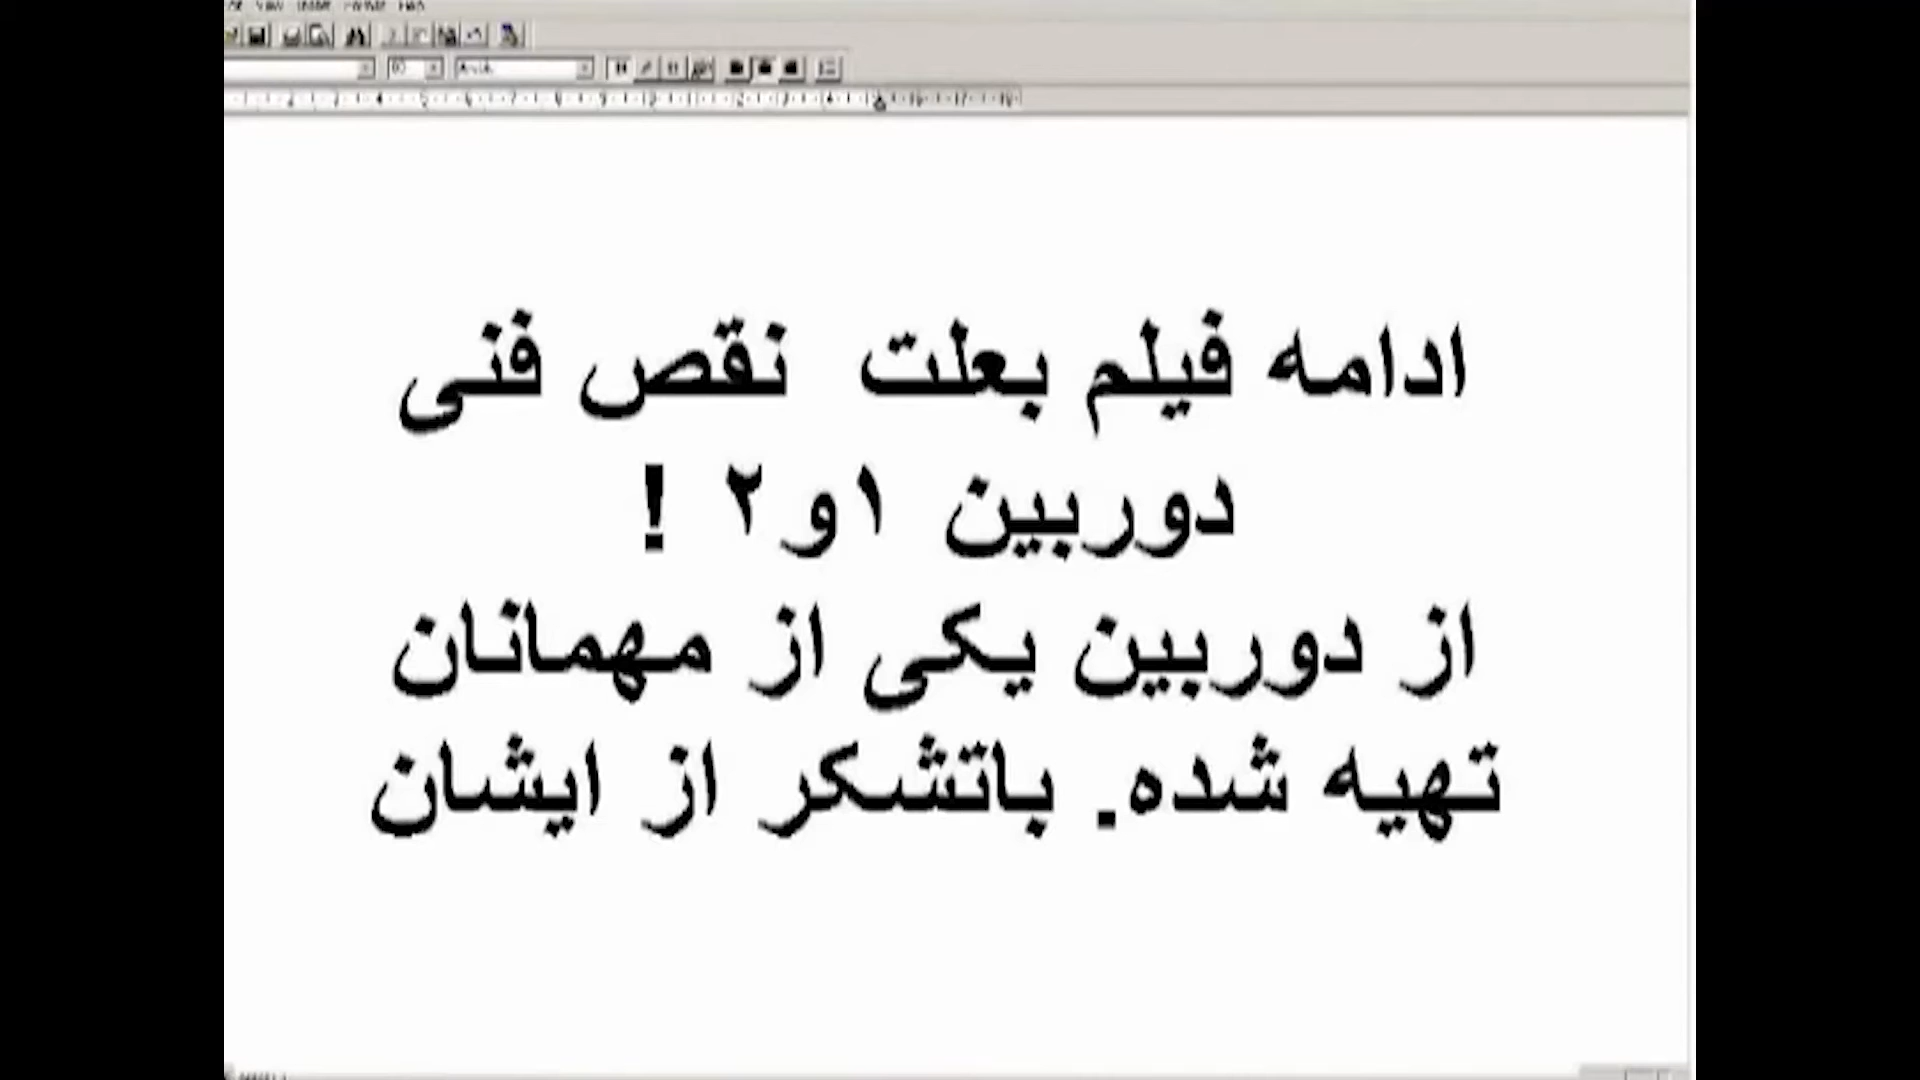 ادامه فیلم بعلت نقص فنی
دوربین ۱و۲ !
از دوربین یکی از مهمانان
تهیه شده. باتشکر از ایشان